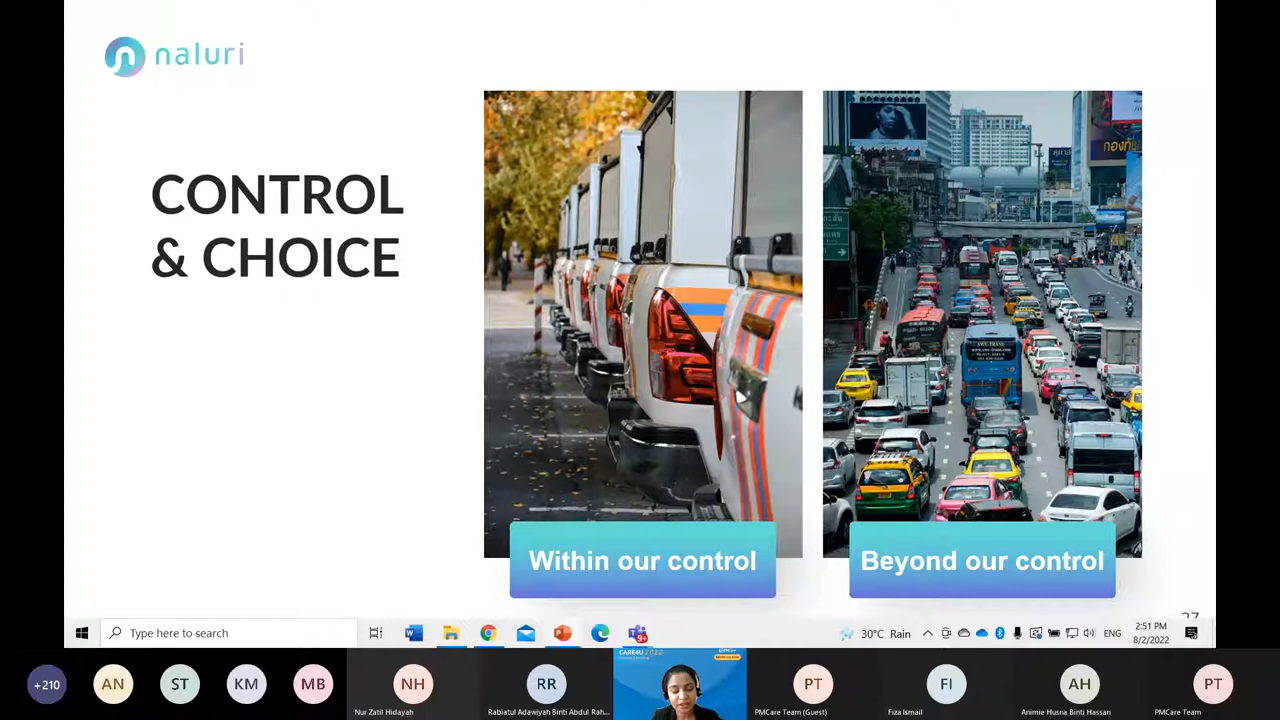 naluri
CONTROL
& CHOICE
Within our control
Beyond our control
Type here to search
30°C Rain
ENG
2:51 PM
8/2/2022
+210
AN
ST
KM
MB
NH
RR
PT
FI
AH
PT
Nur Zatil Hidayah
Rabiatul Adawiyah Binti Abdul Rah...
CARE4U 2022
PMCare Team (Guest)
Fiza Ismail
Animie Husna Binti Hassan
PMCare Team